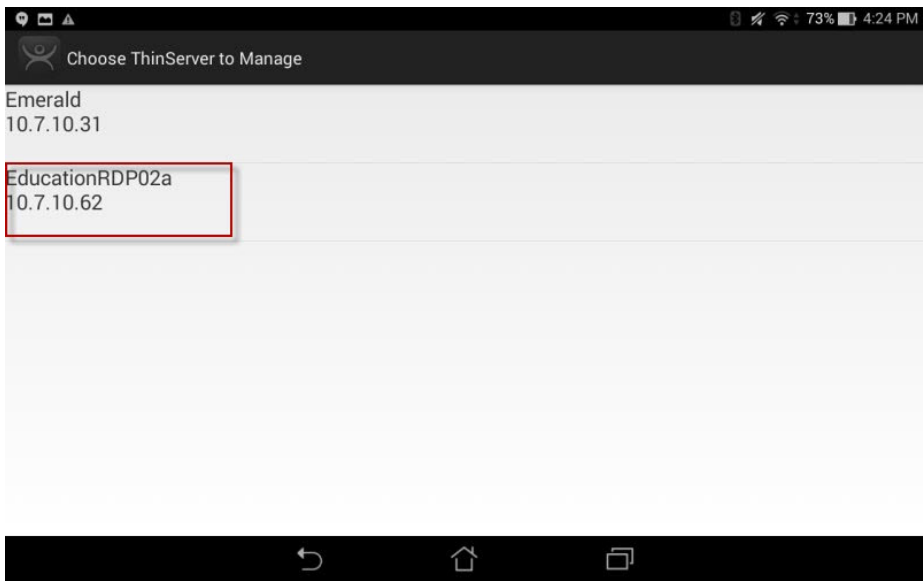 73% 4:24 PM
Choose ThinServer to Manage
Emerald
10.7.10.31
EducationRDP02a
10.7.10.62